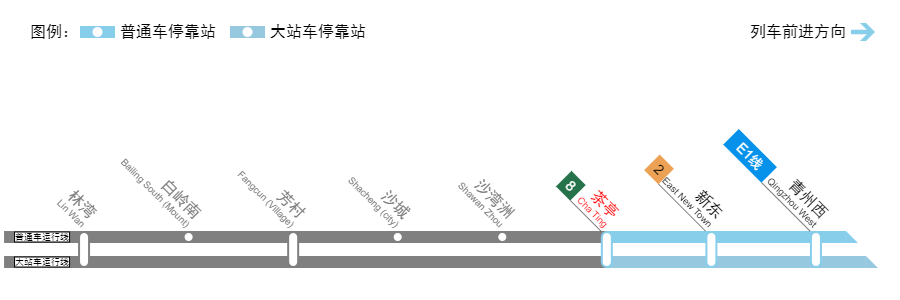 图例：
普通车停靠站
大站车停靠站
列车前进方向
林湾
Lin Wan
白岭南
Bailing South (Mount)
芳村
Fangcun (Village)
沙城
Shacheng (city)
沙湾洲
Shawan Zhou
8
茶亭
Cha Ting
2
新东
East New Town
E1线
青州西
Qingzhou West
普通车运行线
大站车运行线